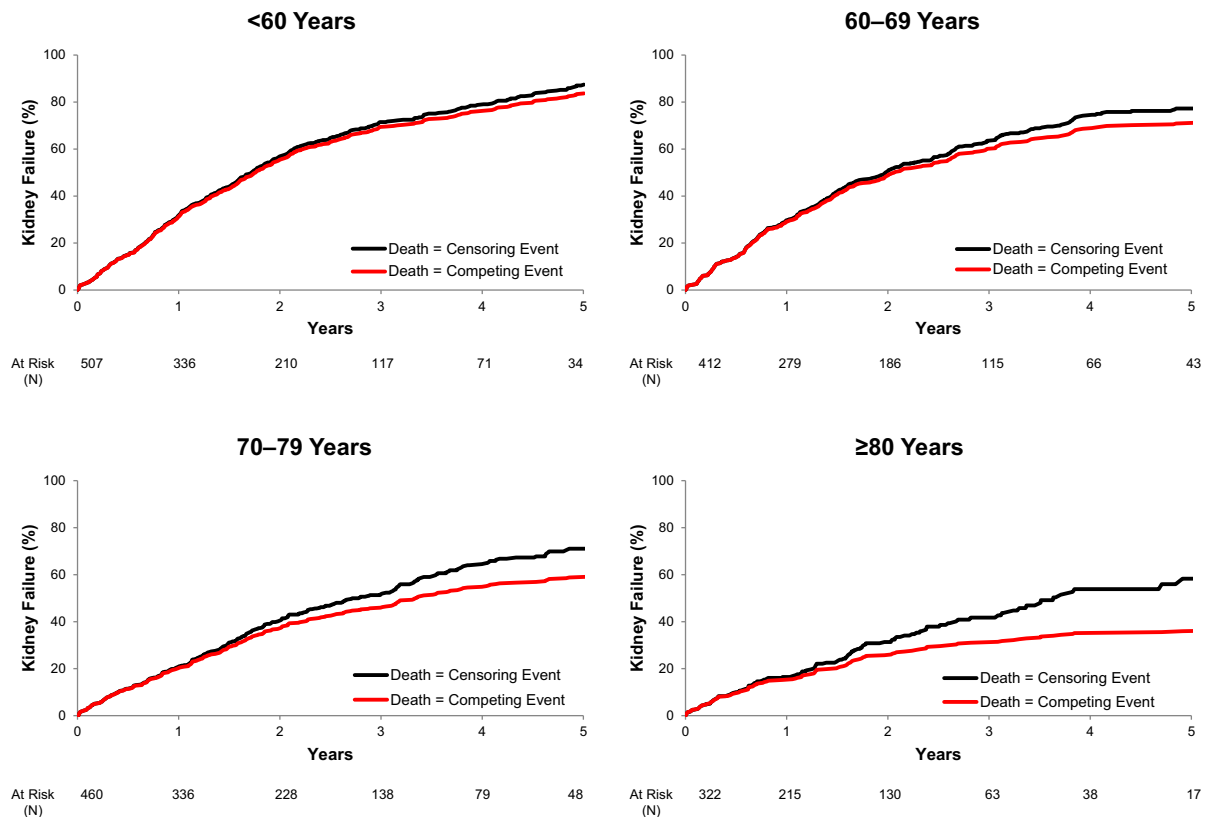 <60 Years
100
80
60
40
20
0
Kidney Failure (%)
Death = Censoring Event
Death = Competing Event
0 1 2 3 4 5
Years
At Risk 507 336 210 117 71 34
(N)
60–69 Years
100
80
60
40
20
0
Kidney Failure (%)
Death = Censoring Event
Death = Competing Event
0 1 2 3 4 5
Years
At Risk 412 279 186 115 66 43
(N)
70–79 Years
100
80
60
40
20
0
Kidney Failure (%)
Death = Censoring Event
Death = Competing Event
0 1 2 3 4 5
Years
At Risk 460 336 228 138 79 48
(N)
≥80 Years
100
80
60
40
20
0
Kidney Failure (%)
Death = Censoring Event
Death = Competing Event
0 1 2 3 4 5
Years
At Risk 322 215 130 63 38 17
(N)